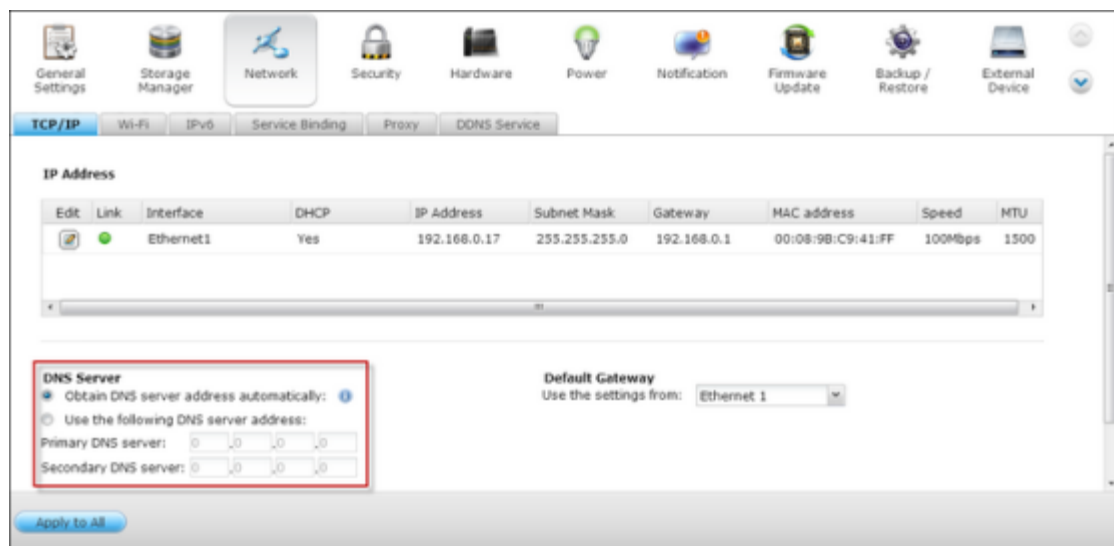 General Settings
Storage Manager
Network
Security
Hardware
Power
Notification
Firmware Update
Backup / Restore
External Device
TCP/IP Wi-Fi IPv6 Service Binding Proxy DDNS Service
IP Address
Edit Link Interface DHCP IP Address Subnet Mask Gateway MAC address Speed MTU
Ethernet1 Yes 192.168.0.17 255.255.255.0 192.168.0.1 00:08:9B:C9:41:FF 100Mbps 1500
DNS Server
Obtain DNS server address automatically:
Use the following DNS server address:
Primary DNS server: 0 .0 .0 .0
Secondary DNS server: 0 .0 .0 .0
Default Gateway
Use the settings from: Ethernet 1
Apply to All